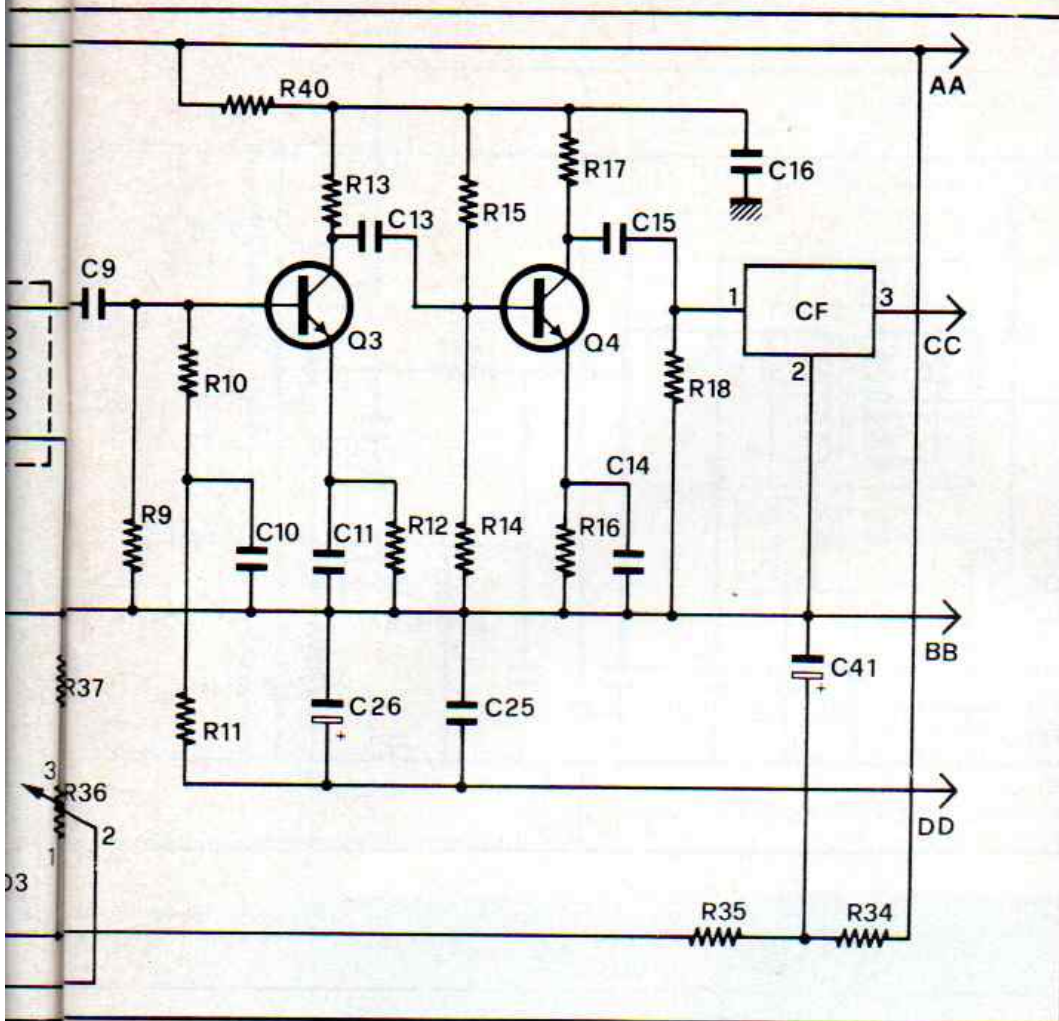 AA
R40
R13
R17
C16
C13
R15
C15
C9
1
CF
3
Q3
Q4
CC
R10
2
R18
C14
R9
C10
C11
R12
R14
R16
BB
R37
R11
C26
+
C25
C41
+
3
R36
2
DD
1
D3
R35
R34